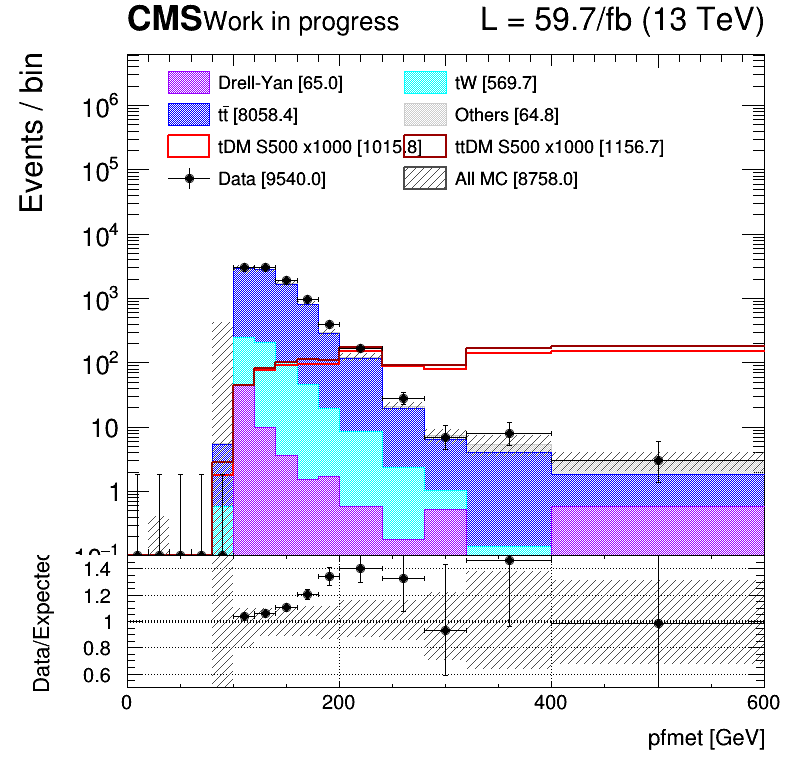 CMS Work in progress L = 59.7/fb (13 TeV)
Events / bin
Drell-Yan [65.0] tW [569.7]
tt̄ [8058.4] Others [64.8]
tDM S500 x1000 [1015.8] ttDM S500 x1000 [1156.7]
Data [9540.0] All MC [8758.0]
10⁶
10⁵
10⁴
10³
10²
10
1
10⁻¹
Data/Expected
1.4
1.2
1
0.8
0.6
0 200 400 600
pfmet [GeV]